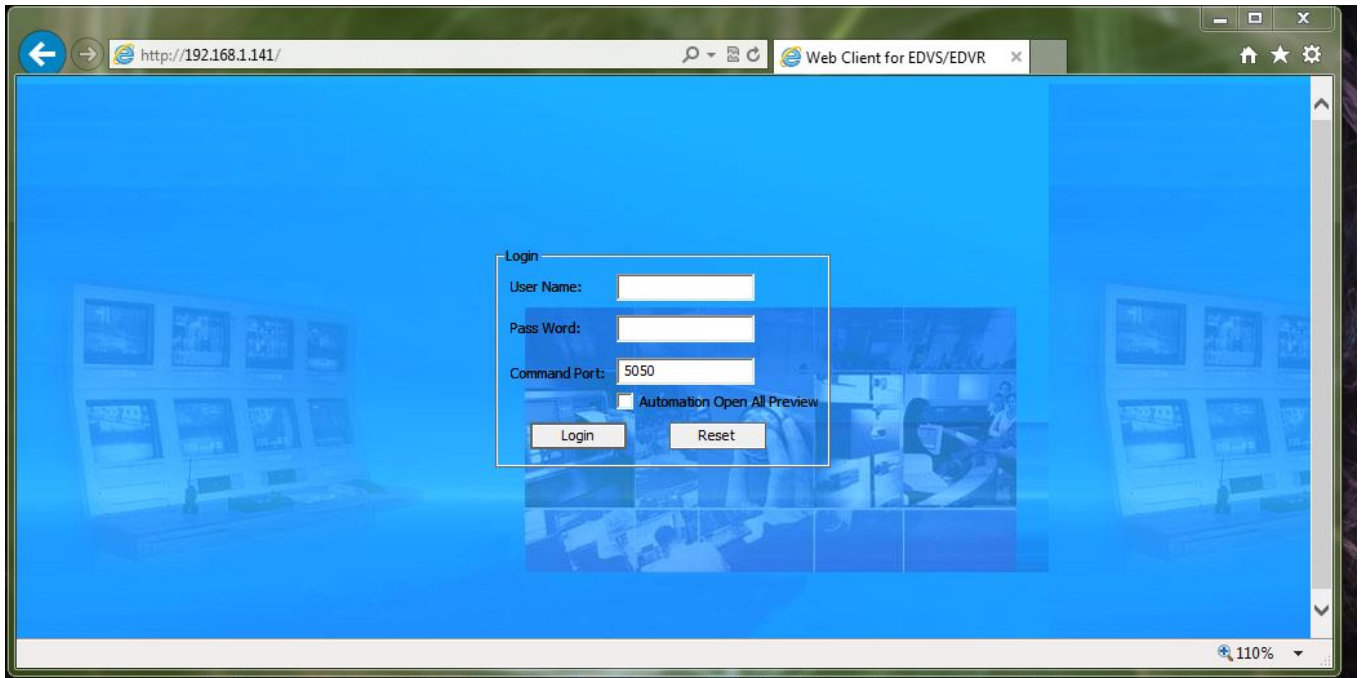 http://192.168.1.141/
Web Client for EDVS/EDVR
Login
User Name:
Pass Word:
Command Port: 5050
Automation Open All Preview
Login Reset
110%